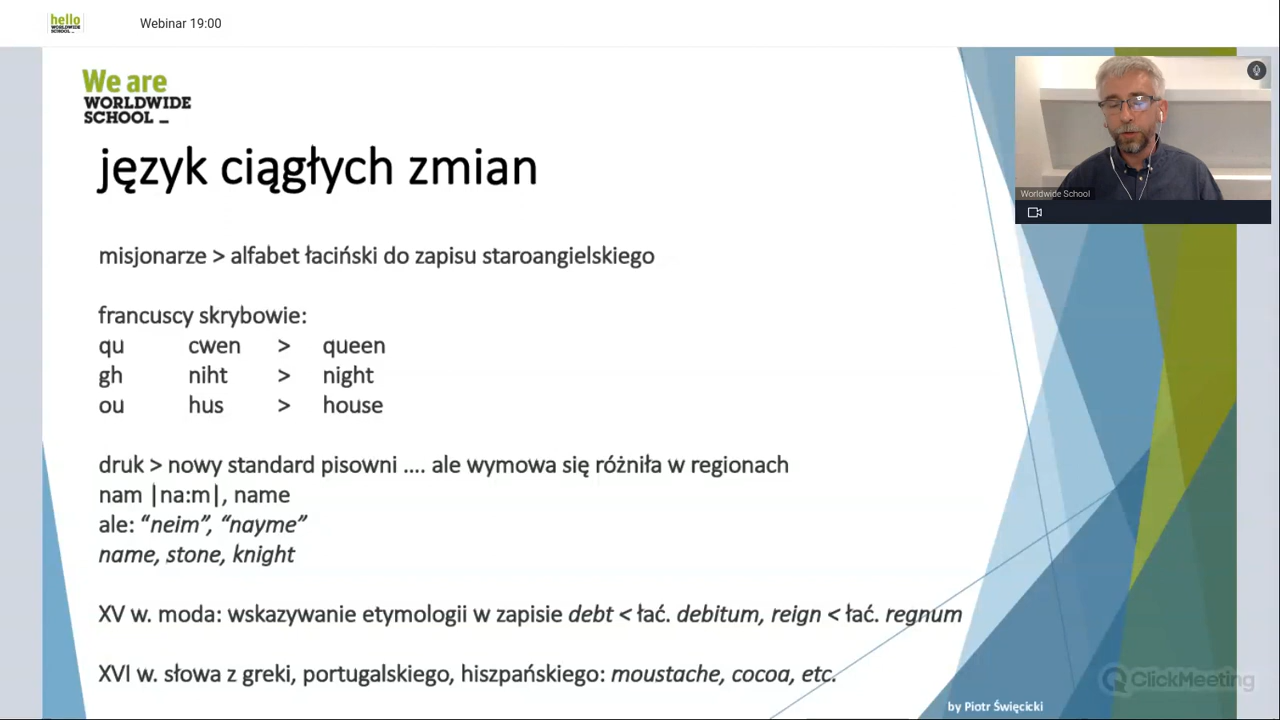 hello
WORLDWIDE
SCHOOL _
Webinar 19:00
We are
WORLDWIDE
SCHOOL _
Worldwide School
język ciągłych zmian
misjonarze > alfabet łaciński do zapisu staroangielskiego
francuscy skrybowie:
qu cwen > queen
gh niht > night
ou hus > house
druk > nowy standard pisowni .... ale wymowa się różniła w regionach
nam |na:m|, name
ale: “neim”, “nayme”
name, stone, knight
XV w. moda: wskazywanie etymologii w zapisie debt < łać. debitum, reign < łać. regnum
XVI w. słowa z greki, portugalskiego, hiszpańskiego: moustache, cocoa, etc.
ClickMeeting
by Piotr Święcicki